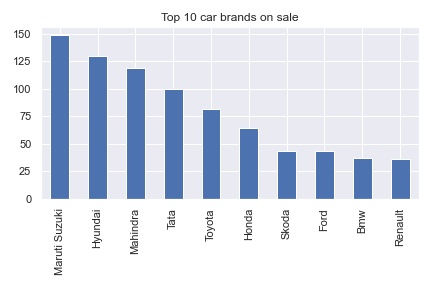 Top 10 car brands on sale
150
125
100
75
50
25
0
Maruti Suzuki
Hyundai
Mahindra
Tata
Toyota
Honda
Skoda
Ford
Bmw
Renault